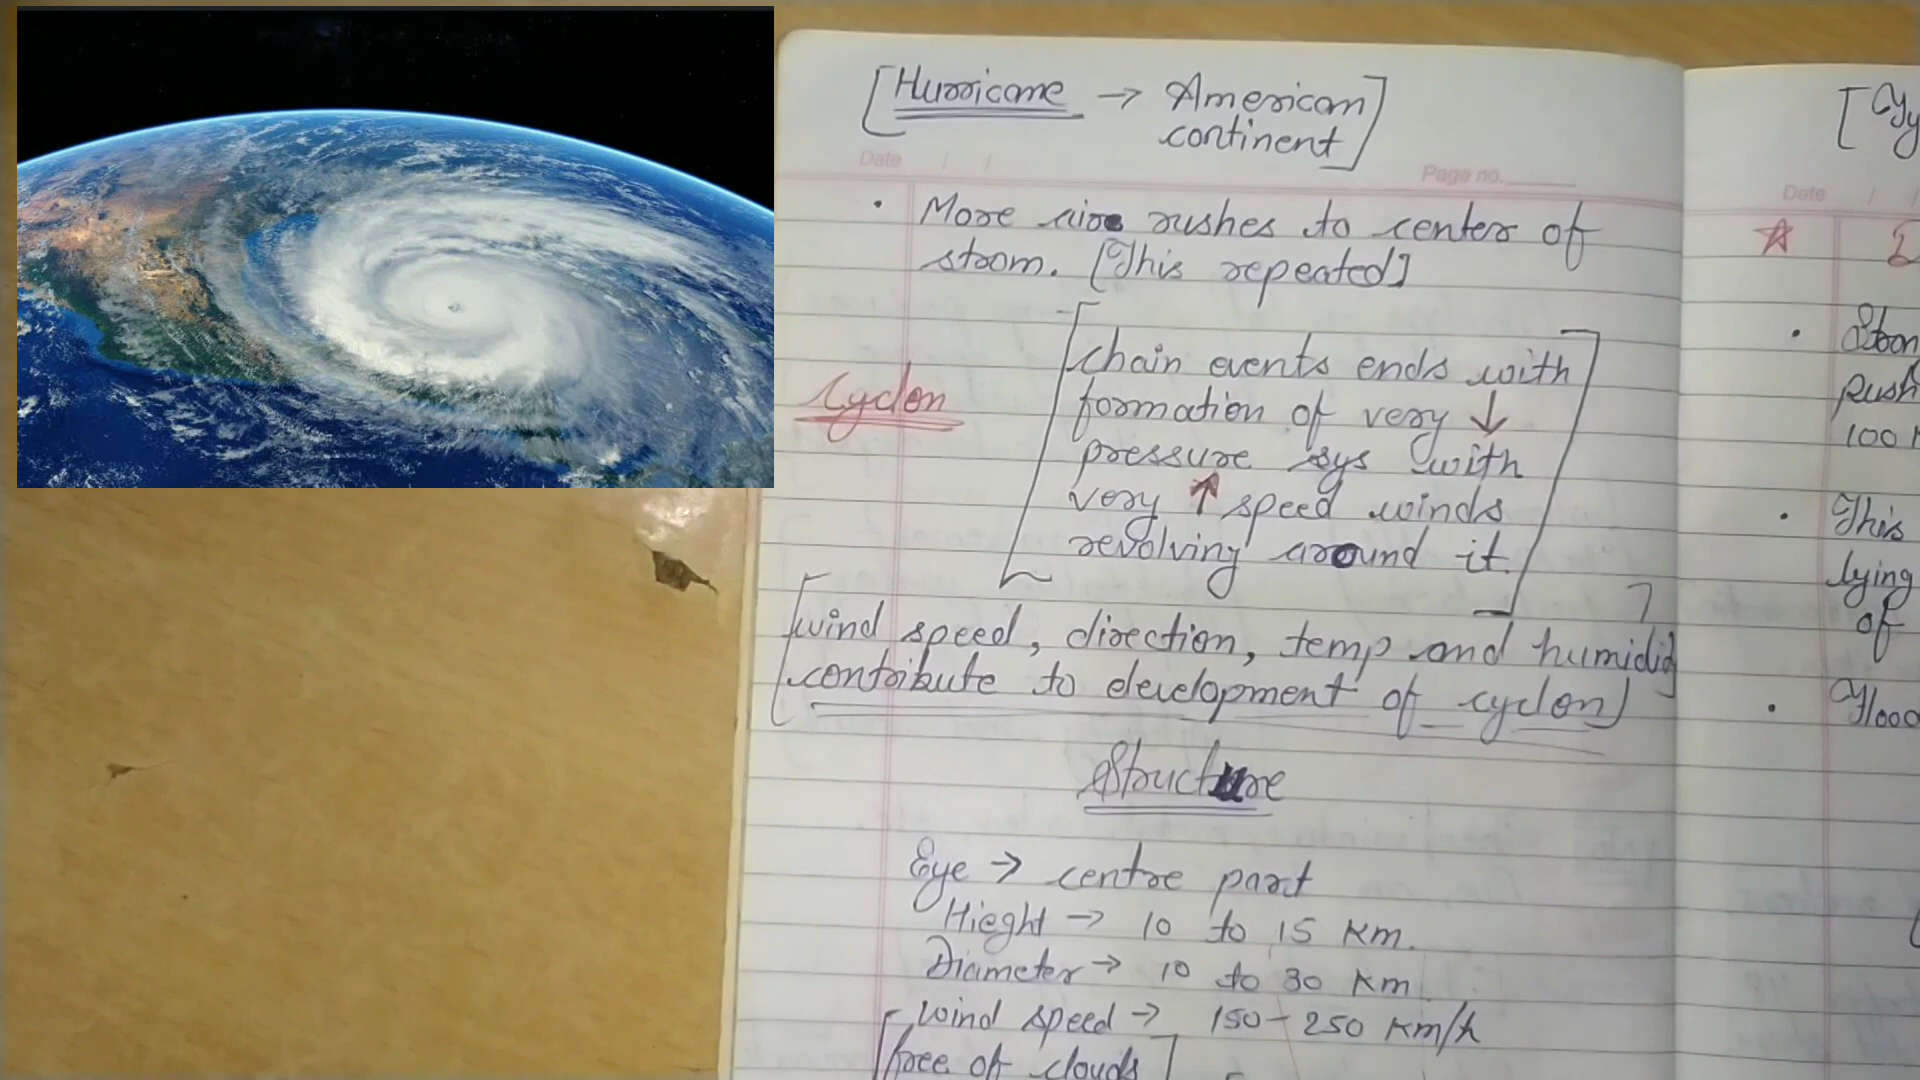 [Hurricane → American
continent]
Date / /
Page no.
• More air rushes to center of
strom. [This repeated]
Cyclon
[chain events ends with
formation of very ↓
pressure sys with
very ↑ speed winds
revolving around it.]
[wind speed, direction, temp and humidity
contribute to development of cyclon]
Structure
Eye → centre part
Hieght → 10 to 15 Km.
Diameter → 10 to 30 Km.
wind speed → 150-250 Km/h
[free of clouds]
[Cy
Date / /
•
push
100
• This
lying
of
•